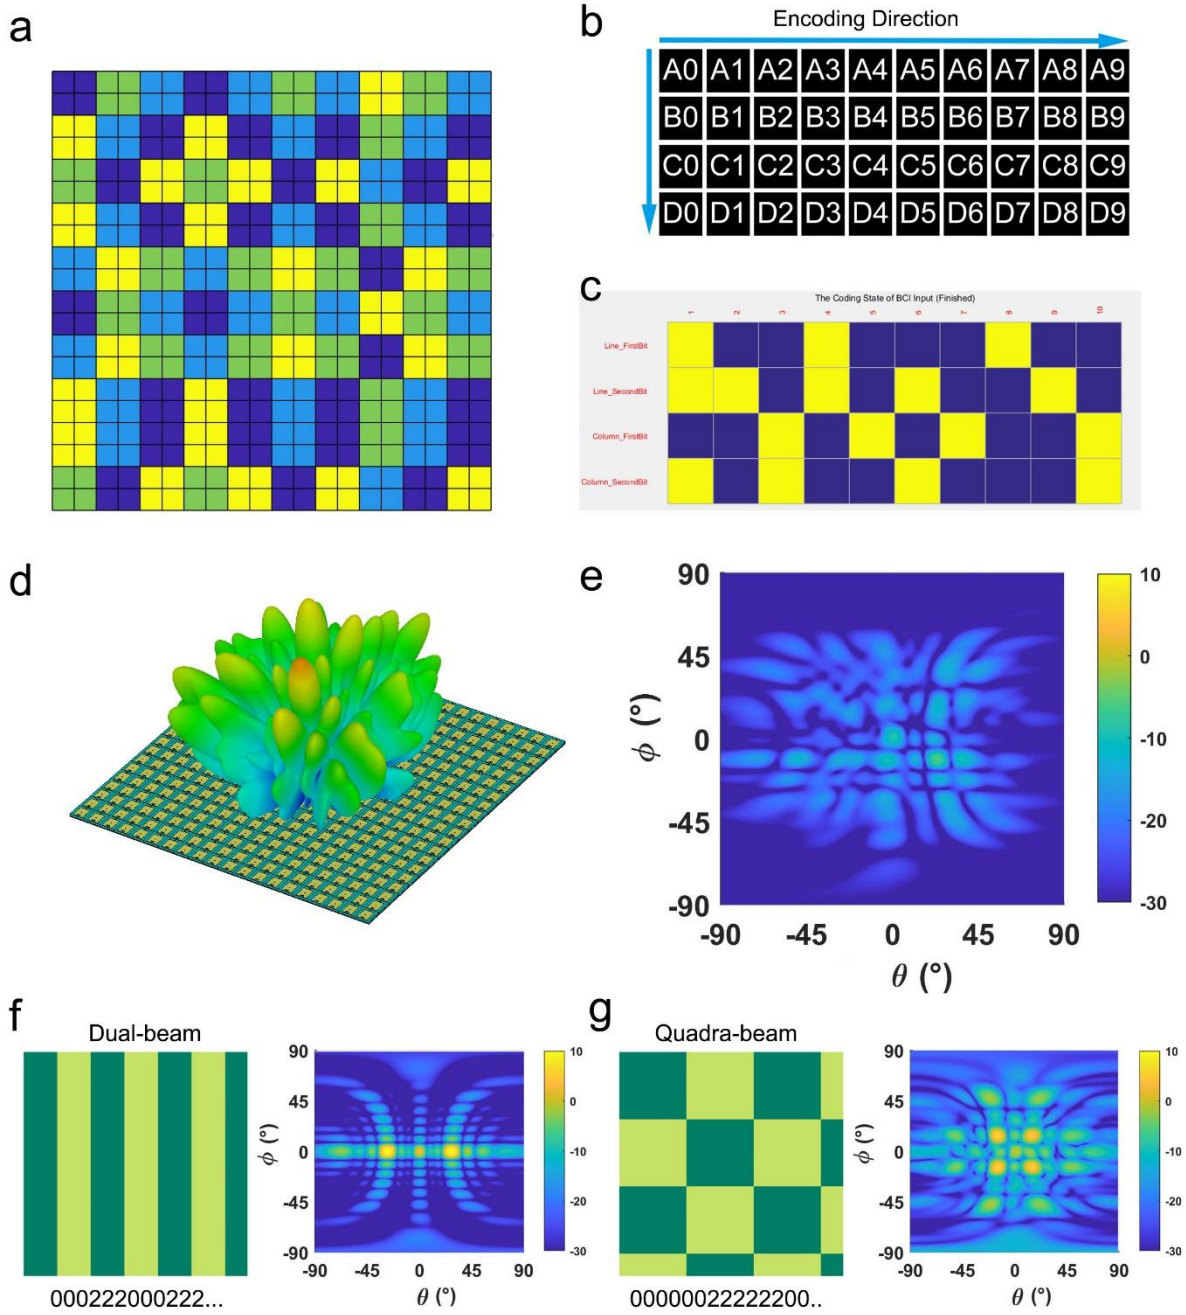 a
b
Encoding Direction
A0 A1 A2 A3 A4 A5 A6 A7 A8 A9
B0 B1 B2 B3 B4 B5 B6 B7 B8 B9
C0 C1 C2 C3 C4 C5 C6 C7 C8 C9
D0 D1 D2 D3 D4 D5 D6 D7 D8 D9
c
The Coding State of BCI Input (Finished)
1 2 3 4 5 6 7 8 9 10
Line_FirstBit
Line_SecondBit
Column_FirstBit
Column_SecondBit
d
e
90
45
0
-45
-90
ϕ (°)
-90 -45 0 45 90
θ (°)
10
0
-10
-20
-30
f
Dual-beam
000222000222...
90
45
0
-45
-90
ϕ (°)
-90 -45 0 45 90
θ (°)
10
0
-10
-20
-30
g
Quadra-beam
00000022222200..
90
45
0
-45
-90
ϕ (°)
-90 -45 0 45 90
θ (°)
10
0
-10
-20
-30